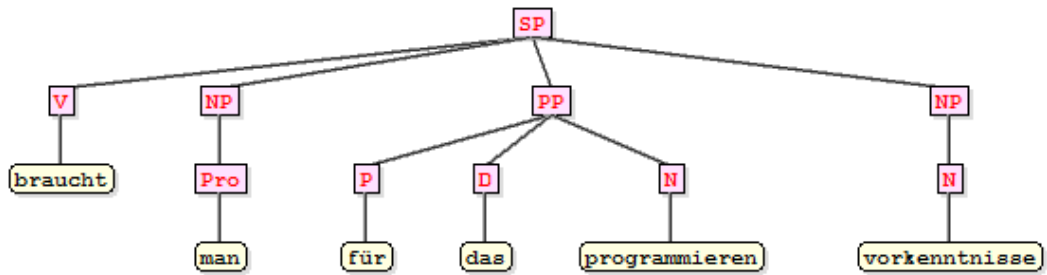 SP
V NP PP NP
braucht Pro P D N N
man für das programmieren vorkenntnisse